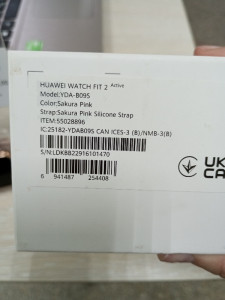 HUAWEI WATCH FIT 2 Active
Model:YDA-B09S
Color:Sakura Pink
Strap:Sakura Pink Silicone Strap
ITEM:55028896
IC:25182-YDAB09S CAN ICES-3 (B)/NMB-3(B)
S/N:LDKBB22916101470
6 941487 254408
UK
CA